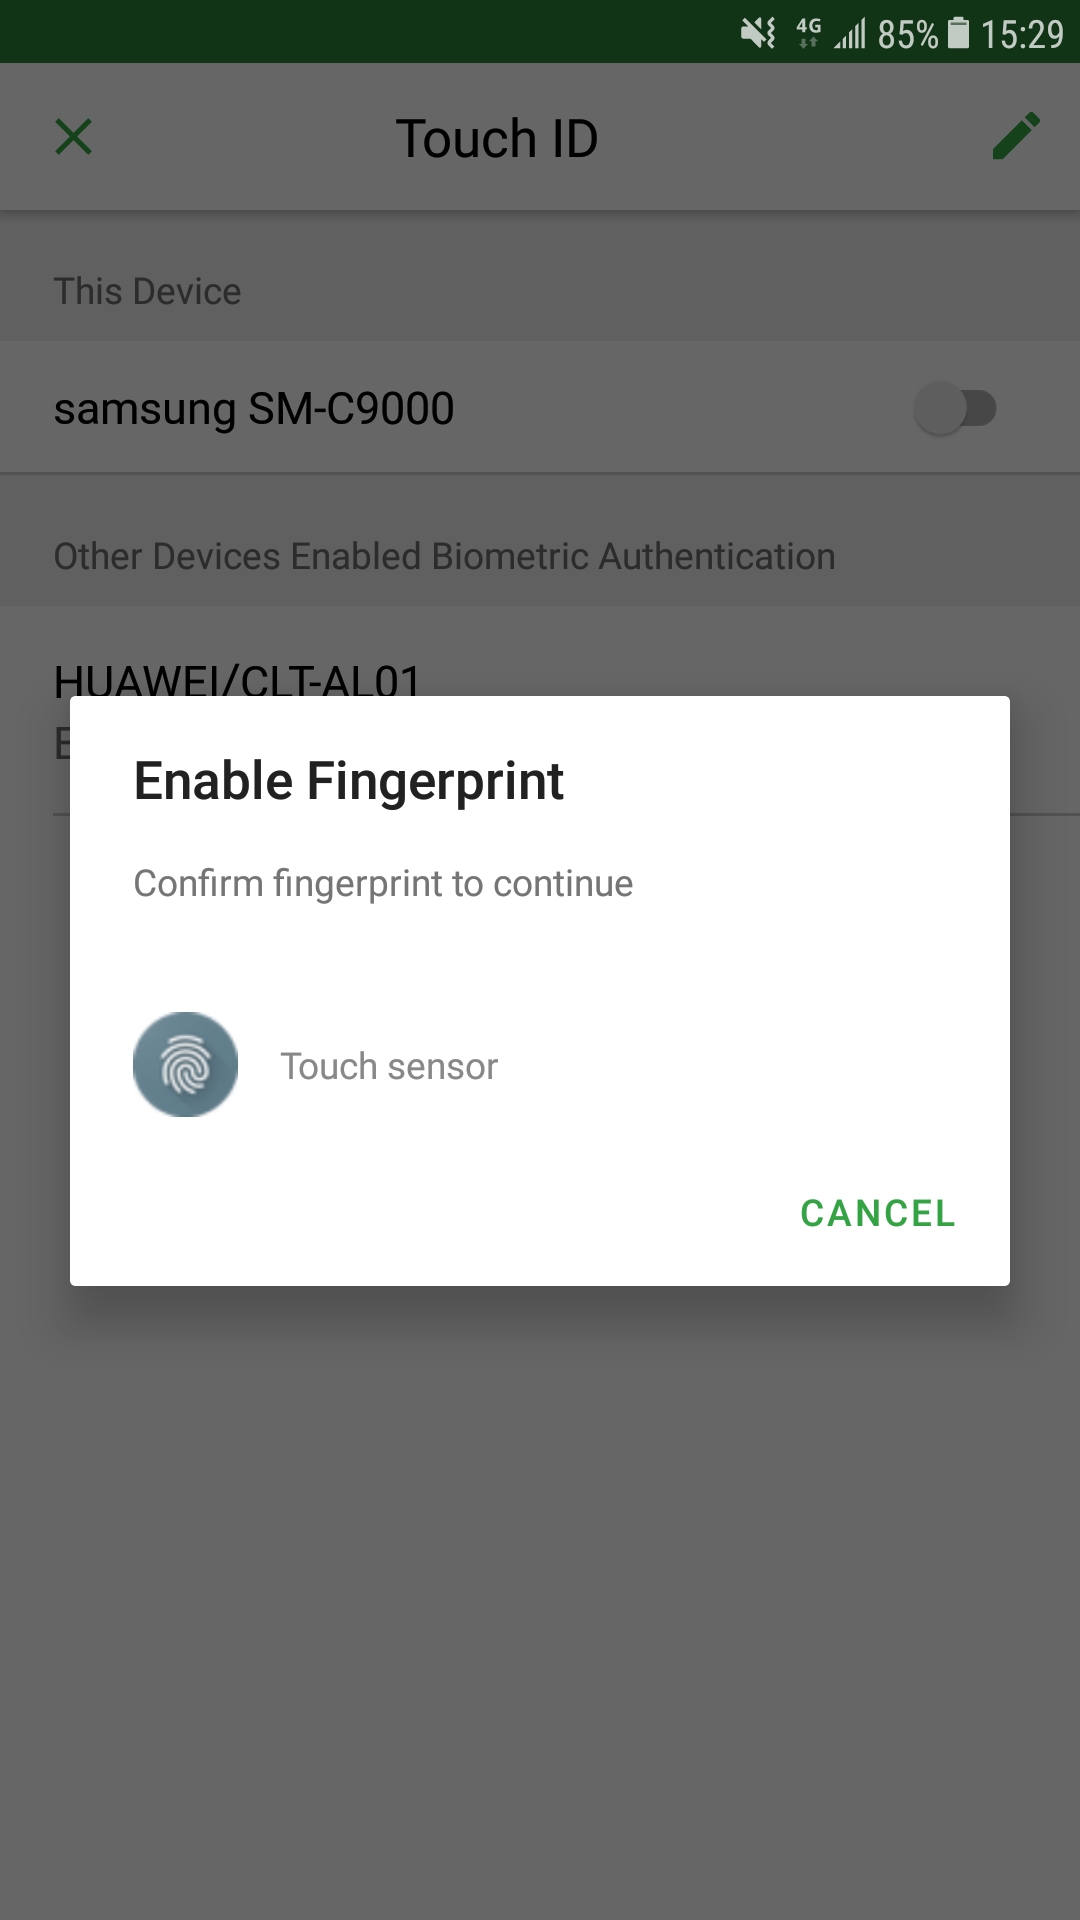 4G 85% 15:29
Touch ID
This Device
samsung SM-C9000
Other Devices Enabled Biometric Authentication
HUAWEI/CLT-AL01
Enable Fingerprint
Confirm fingerprint to continue
Touch sensor
CANCEL